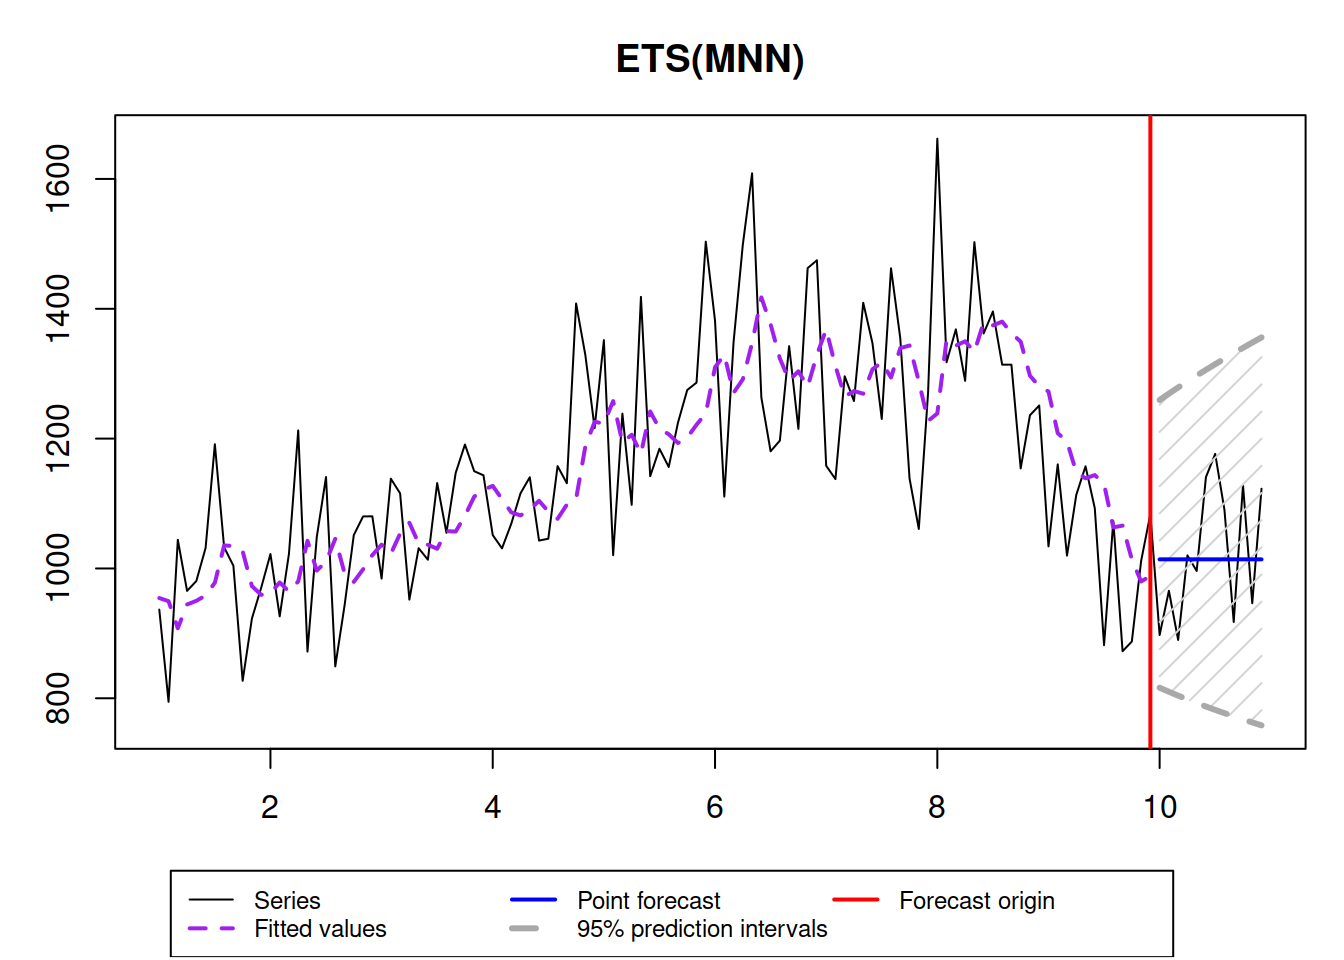 ETS(MNN)
1600
1400
1200
1000
800
2 4 6 8 10
Series Point forecast Forecast origin
Fitted values 95% prediction intervals